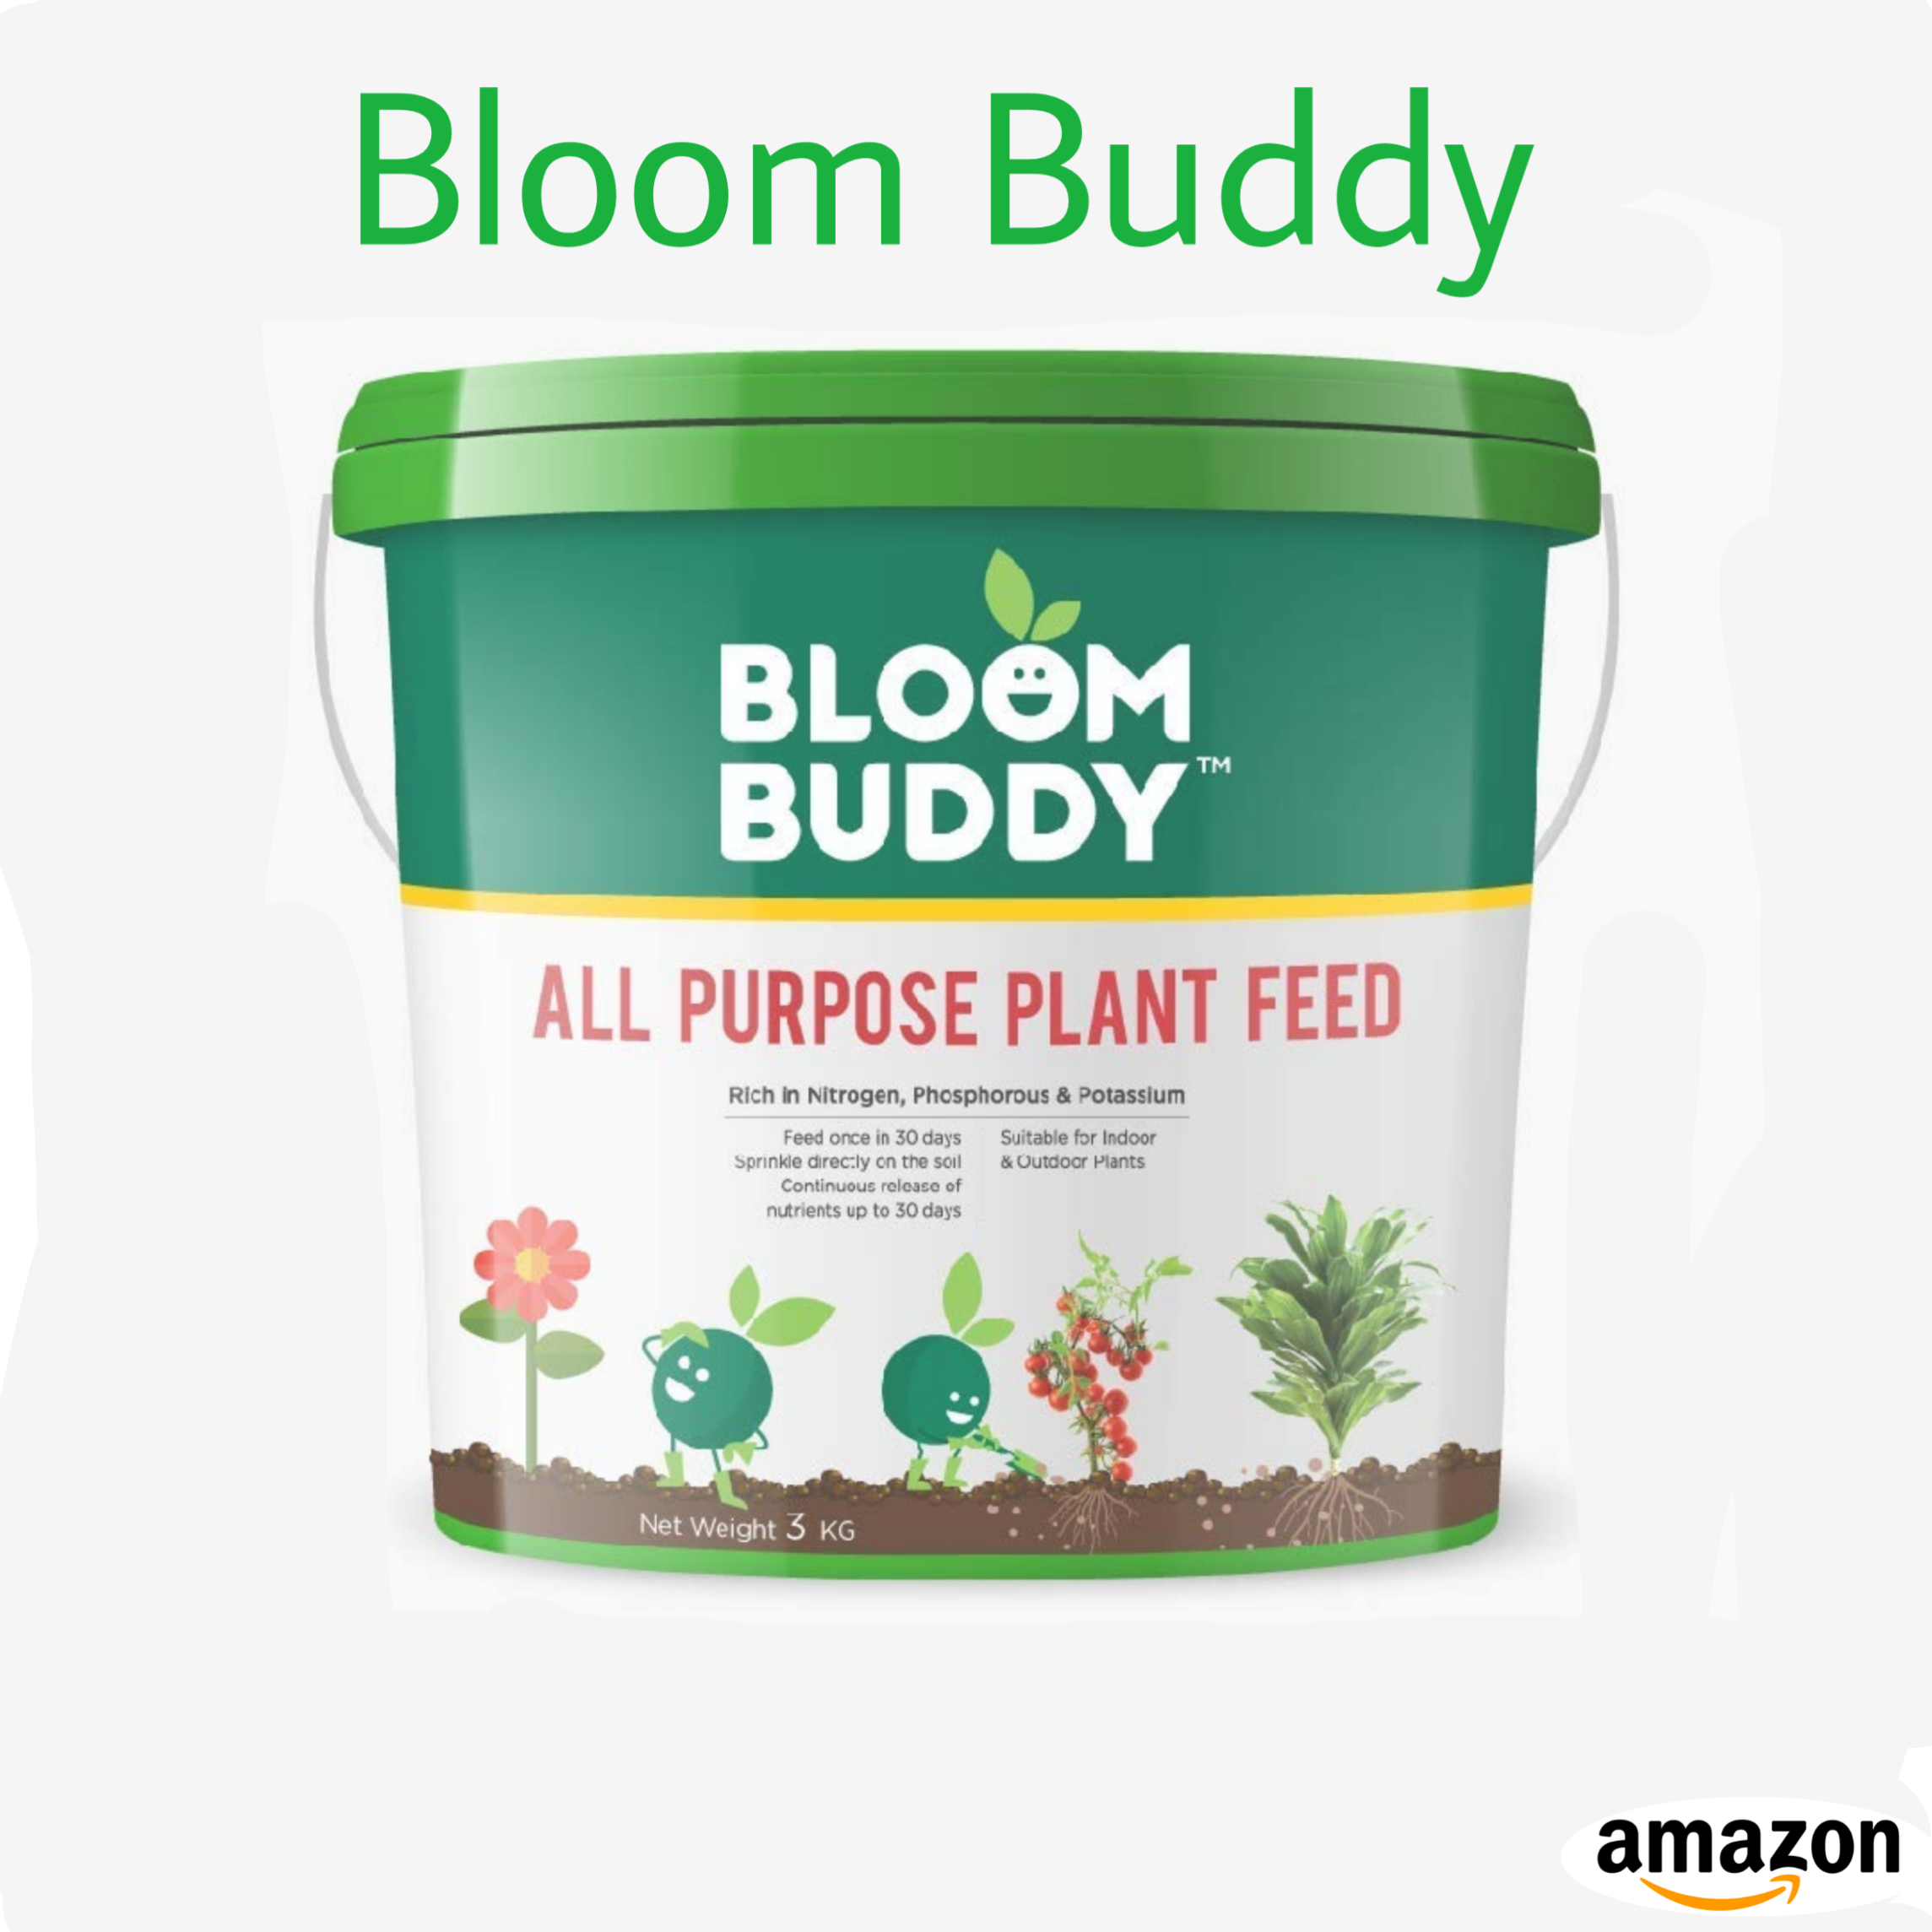 Bloom Buddy
BLOOM
BUDDY™
ALL PURPOSE PLANT FEED
Rich in Nitrogen, Phosphorous & Potassium
Feed once in 30 days
Sprinkle directly on the soil
Continuous release of
nutrients up to 30 days
Suitable for Indoor
& Outdoor Plants
Net Weight 3 KG
amazon